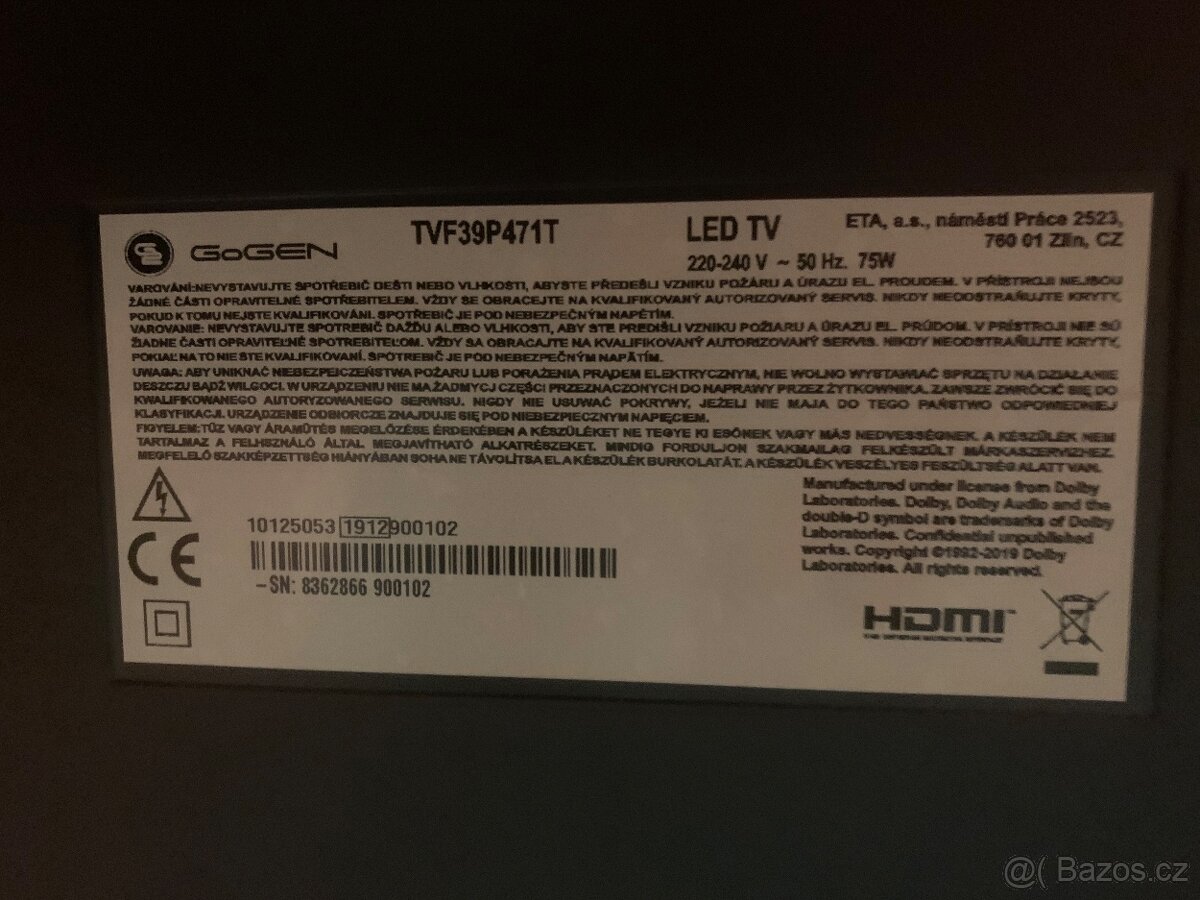 GoGEN
TVF39P471T
LED TV
220-240 V ~ 50 Hz. 75W
ETA, a.s., náměstí Práce 2523,
760 01 Zlín, CZ
VAROVÁNÍ:NEVYSTAVUJTE SPOTŘEBIČ DEŠTI NEBO VLHKOSTI, ABYSTE PŘEDEŠLI VZNIKU POŽÁRU A ÚRAZU EL. PROUDEM. V PŘÍSTROJI NEJSOU
ŽÁDNÉ ČÁSTI OPRAVITELNÉ SPOTŘEBITELEM. VŽDY SE OBRACEJTE NA KVALIFIKOVANÝ AUTORIZOVANÝ SERVIS. NIKDY NEODSTRAŇUJTE KRYTY,
POKUD K TOMU NEJSTE KVALIFIKOVÁNI. SPOTŘEBIČ JE POD NEBEZPEČNÝM NAPĚTÍM.
VAROVANIE: NEVYSTAVUJTE SPOTREBIČ DAŽĎU ALEBO VLHKOSTI, ABY STE PREDIŠLI VZNIKU POŽIARU A ÚRAZU EL. PRÚDOM. V PRÍSTROJI NIE SÚ
ŽIADNE ČASTI OPRAVITEĽNÉ SPOTREBITEĽOM. VŽDY SA OBRACAJTE NA KVALIFIKOVANÝ AUTORIZOVANÝ SERVIS. NIKDY NEODSTRAŇUJTE KRYTY,
POKIAĽ NA TO NIE STE KVALIFIKOVANÍ. SPOTREBIČ JE POD NEBEZPEČNÝM NAPÄTÍM.
UWAGA: ABY UNIKNAĆ NIEBEZPIECZEŃSTWA POŻARU LUB PORAŻENIA PRĄDEM ELEKTRYCZNYM, NIE WOLNO WYSTAWIAĆ SPRZĘTU NA DZIAŁANIE
DESZCZU BĄDŹ WILGOCI. W URZĄDZENIU NIE MA ŻADNYCJ CZĘŚCI PRZEZNACZONYCH DO NAPRAWY PRZEZ ŻYTKOWNIKA. ZAWSZE ZWRÓCIĆ SIĘ DO
KWALIFIKOWANEGO AUTORYZOWANEGO SERWISU. NIGDY NIE USUWAĆ POKRYWY, JEŻELI NIE MAJA DO TEGO PAŃSTWO ODPOWIEDNIEJ
KLASYFIKACJI. URZĄDZENIE ODBIORCZE ZNAJDUJE SIĘ POD NIEBEZPIECZNYM NAPIĘCIEM.
FIGYELEM:TŰZ VAGY ÁRAMÜTÉS MEGELŐZÉSE ÉRDEKÉBEN A KÉSZÜLÉKET NE TEGYE KI ESŐNEK VAGY MÁS NEDVESSÉGNEK. A KÉSZÜLÉK NEM
TARTALMAZ A FELHSZNÁLÓ ÁLTAL MEGJAVÍTHATÓ ALKATRÉSZEKET. MINDIG FORDULJON SZAKMAILAG FELKÉSZÜLT MÁRKASZERVIZHEZ.
MEGFELELŐ SZAKKÉPZETTSÉG HIÁNYÁBAN SOHA NE TÁVOLÍTSA EL A KÉSZÜLÉK BURKOLATÁT. A KÉSZÜLÉK VESZÉLYES FESZÜLTSÉG ALATT VAN.
Manufactured under license from Dolby
Laboratories. Dolby, Dolby Audio and the
double-D symbol are trademarks of Dolby
Laboratories. Confidential unpublished
works. Copyright ©1992-2019 Dolby
Laboratories. All rights reserved.
10125053 1912900102
-SN: 8362866 900102
CE
HDMI
@( Bazos.cz